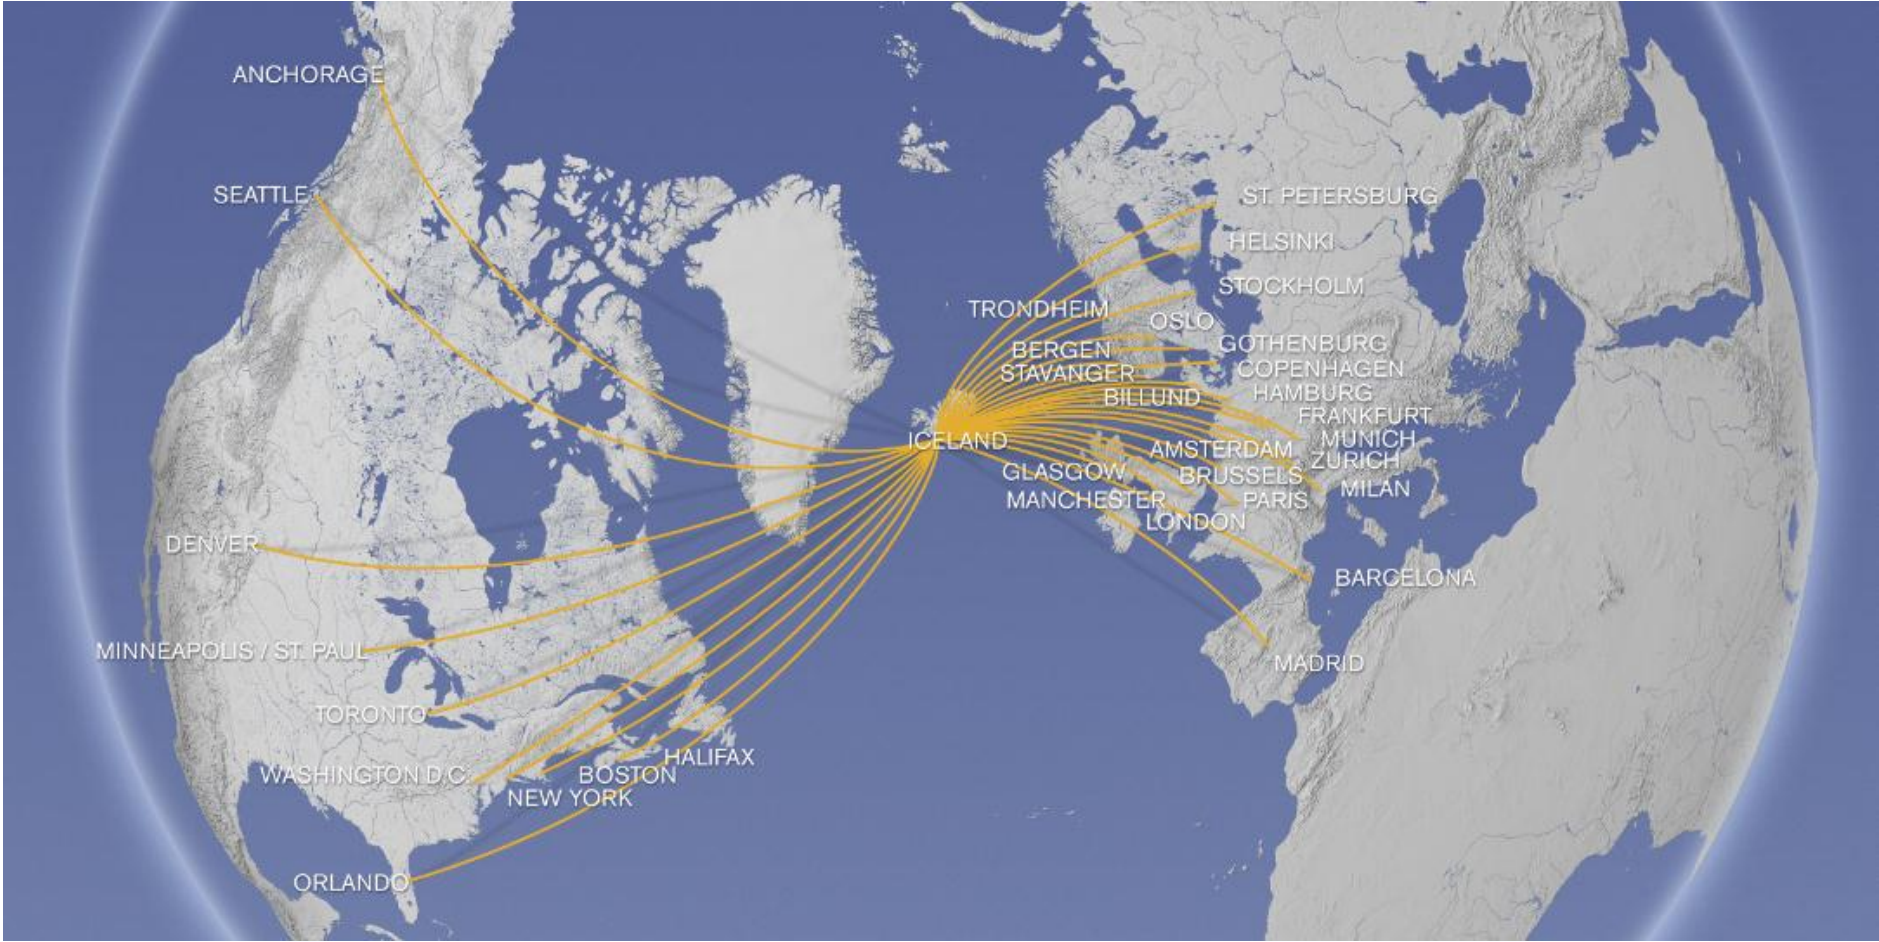 ANCHORAGE
SEATTLE
ST. PETERSBURG
HELSINKI
STOCKHOLM
TRONDHEIM
OSLO
BERGEN
GOTHENBURG
STAVANGER
COPENHAGEN
BILLUND
HAMBURG
FRANKFURT
ICELAND
MUNICH
AMSTERDAM
ZURICH
GLASGOW
BRUSSELS
MILAN
MANCHESTER
PARIS
LONDON
DENVER
BARCELONA
MINNEAPOLIS / ST. PAUL
MADRID
TORONTO
HALIFAX
WASHINGTON D.C.
BOSTON
NEW YORK
ORLANDO